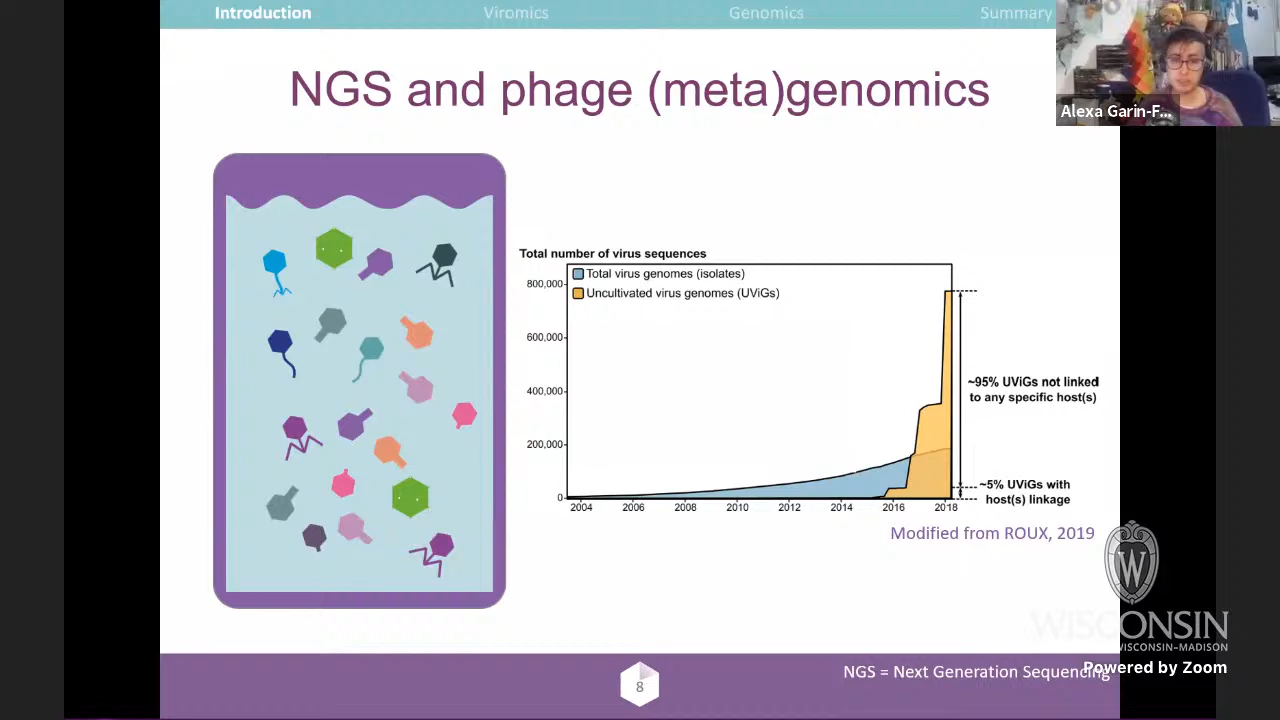 Introduction
Viromics
Genomics
Summary
NGS and phage (meta)genomics
Alexa Garin-F...
Total number of virus sequences
Total virus genomes (isolates)
Uncultivated virus genomes (UViGs)
800,000
600,000
400,000
200,000
0
2004
2006
2008
2010
2012
2014
2016
2018
~95% UViGs not linked
to any specific host(s)
~5% UViGs with
host(s) linkage
Modified from ROUX, 2019
W
WISCONSIN
WISCONSIN-MADISON
Powered by Zoom
NGS = Next Generation Sequencing
8